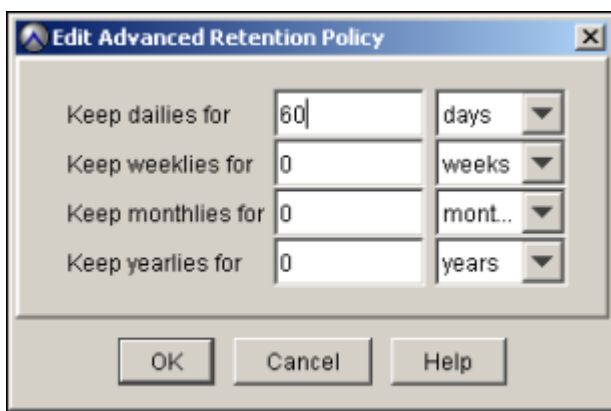 Edit Advanced Retention Policy
Keep dailies for 60 days
Keep weeklies for 0 weeks
Keep monthlies for 0 mont...
Keep yearlies for 0 years
OK Cancel Help